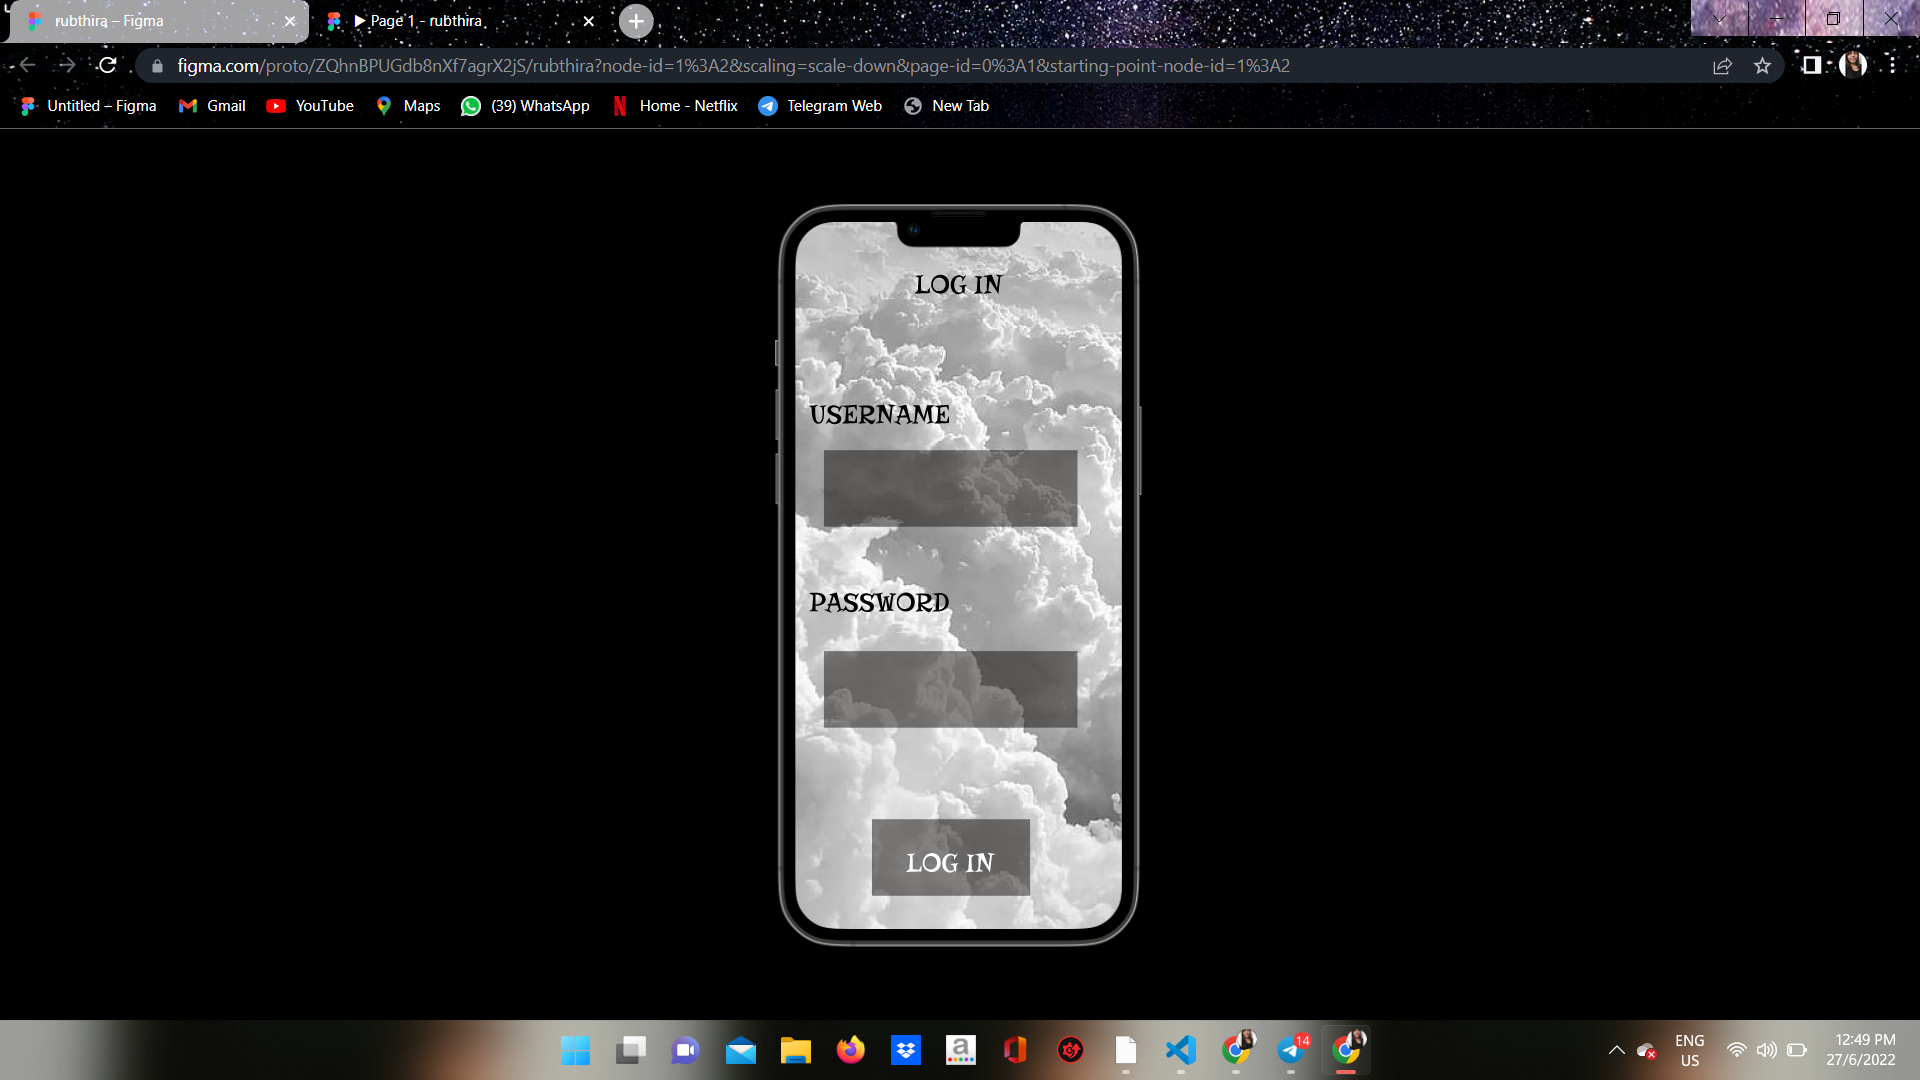 rubthira – Figma
▶ Page 1 - rubthira
figma.com/proto/ZQhnBPUGdb8nXf7agrX2jS/rubthira?node-id=1%3A2&scaling=scale-down&page-id=0%3A1&starting-point-node-id=1%3A2
Untitled – Figma
Gmail
YouTube
Maps
(39) WhatsApp
Home - Netflix
Telegram Web
New Tab
LOG IN
USERNAME
PASSWORD
LOG IN
a
14
ENG
US
12:49 PM
27/6/2022